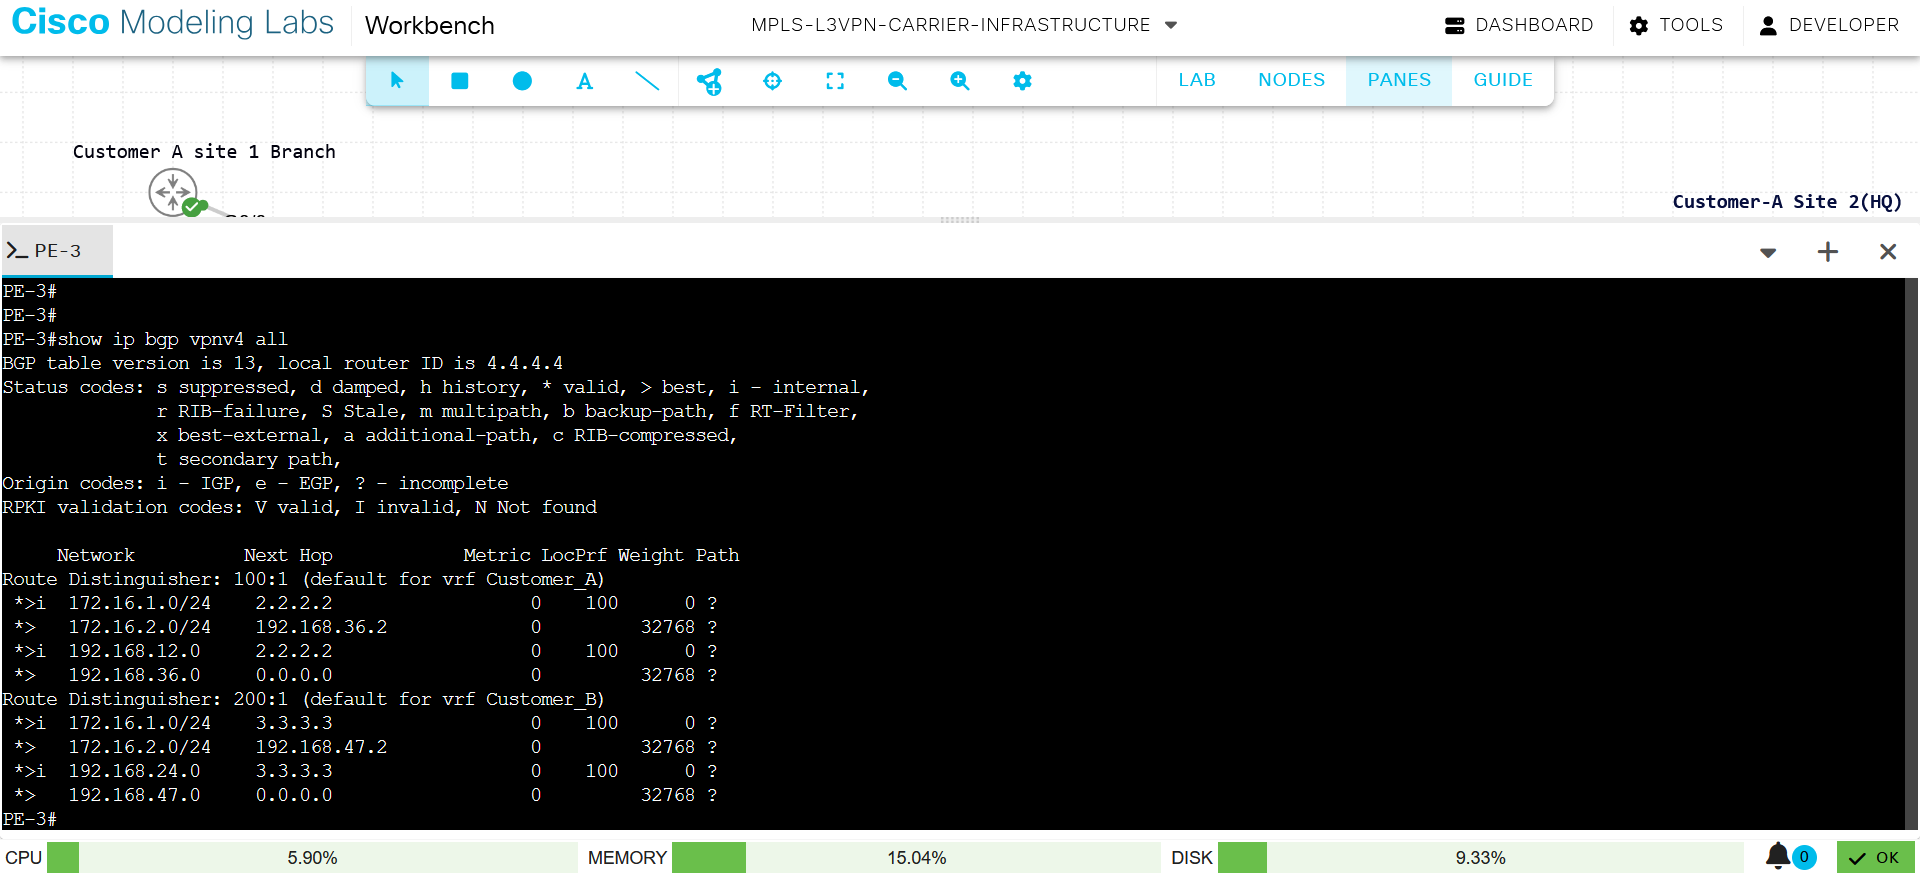 Cisco Modeling Labs Workbench MPLS-L3VPN-CARRIER-INFRASTRUCTURE DASHBOARD TOOLS DEVELOPER
A LAB NODES PANES GUIDE
Customer A site 1 Branch
Customer-A Site 2(HQ)
>_ PE-3
PE-3#
PE-3#
PE-3#show ip bgp vpnv4 all
BGP table version is 13, local router ID is 4.4.4.4
Status codes: s suppressed, d damped, h history, * valid, > best, i - internal,
r RIB-failure, S Stale, m multipath, b backup-path, f RT-Filter,
x best-external, a additional-path, c RIB-compressed,
t secondary path,
Origin codes: i - IGP, e - EGP, ? - incomplete
RPKI validation codes: V valid, I invalid, N Not found
Network Next Hop Metric LocPrf Weight Path
Route Distinguisher: 100:1 (default for vrf Customer_A)
*>i 172.16.1.0/24 2.2.2.2 0 100 0 ?
*> 172.16.2.0/24 192.168.36.2 0 32768 ?
*>i 192.168.12.0 2.2.2.2 0 100 0 ?
*> 192.168.36.0 0.0.0.0 0 32768 ?
Route Distinguisher: 200:1 (default for vrf Customer_B)
*>i 172.16.1.0/24 3.3.3.3 0 100 0 ?
*> 172.16.2.0/24 192.168.47.2 0 32768 ?
*>i 192.168.24.0 3.3.3.3 0 100 0 ?
*> 192.168.47.0 0.0.0.0 0 32768 ?
PE-3#
CPU 5.90% MEMORY 15.04% DISK 9.33% 0 OK